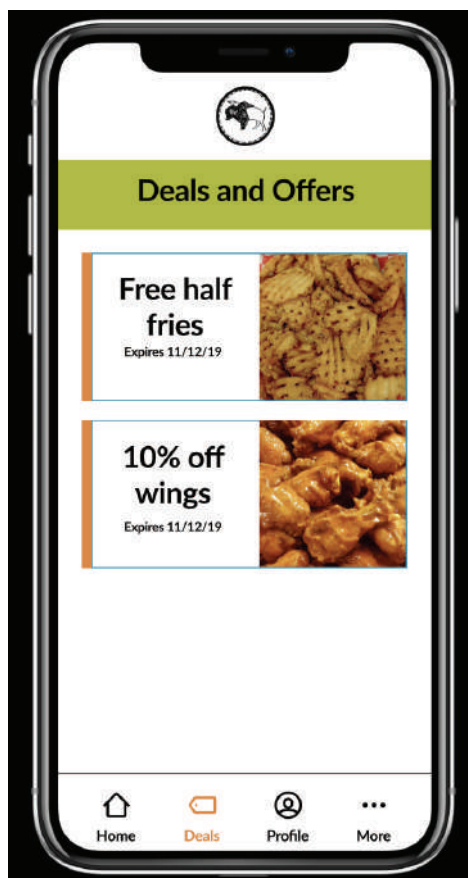 Deals and Offers
Free half
fries
Expires 11/12/19
10% off
wings
Expires 11/12/19
Home
Deals
Profile
More